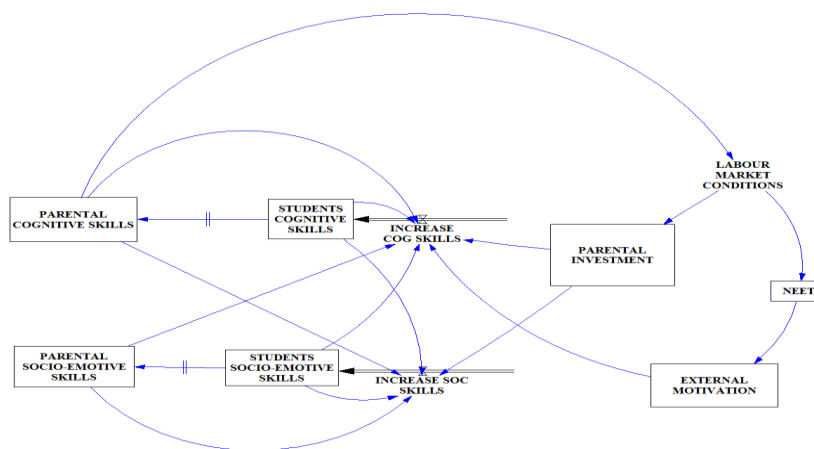 LABOUR
MARKET
CONDITIONS
PARENTAL
COGNITIVE SKILLS
STUDENTS
COGNITIVE
SKILLS
INCREASE
COG SKILLS
PARENTAL
INVESTMENT
NEET
PARENTAL
SOCIO-EMOTIVE
SKILLS
STUDENTS
SOCIO-EMOTIVE
SKILLS
INCREASE SOC
SKILLS
EXTERNAL
MOTIVATION